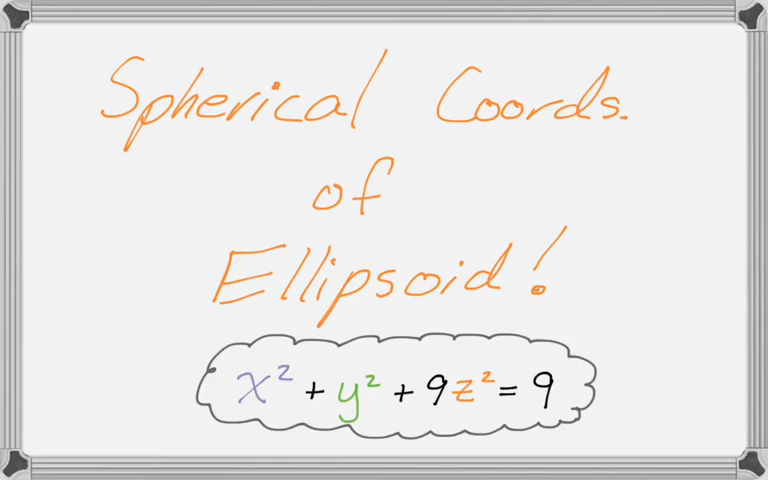 Spherical Coords.
of
Ellipsoid!
x² + y² + 9z² = 9